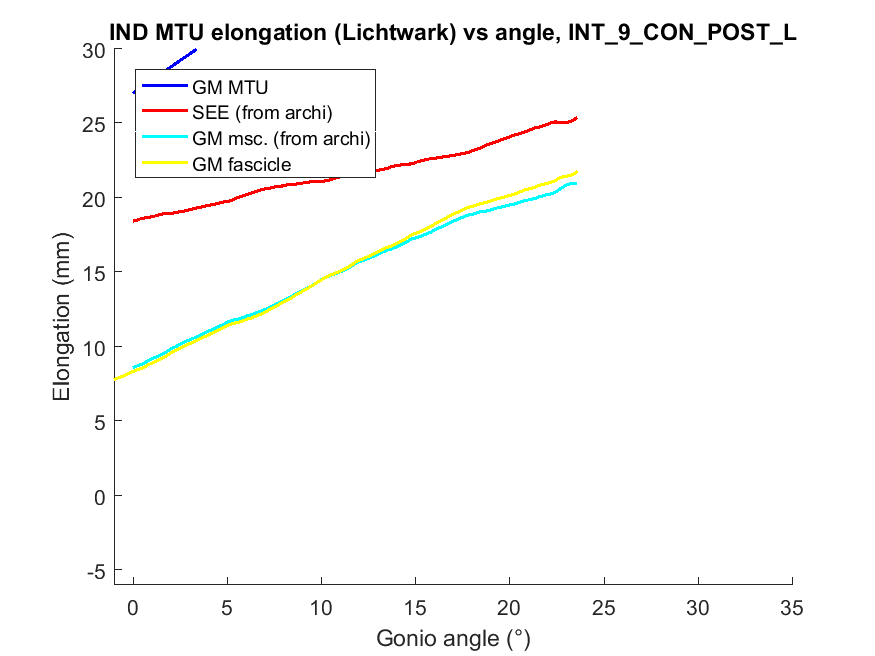 IND MTU elongation (Lichtwark) vs angle, INT_9_CON_POST_L
30
25
20
15
10
5
0
-5
Elongation (mm)
GM MTU
SEE (from archi)
GM msc. (from archi)
GM fascicle
0 5 10 15 20 25 30 35
Gonio angle (°)